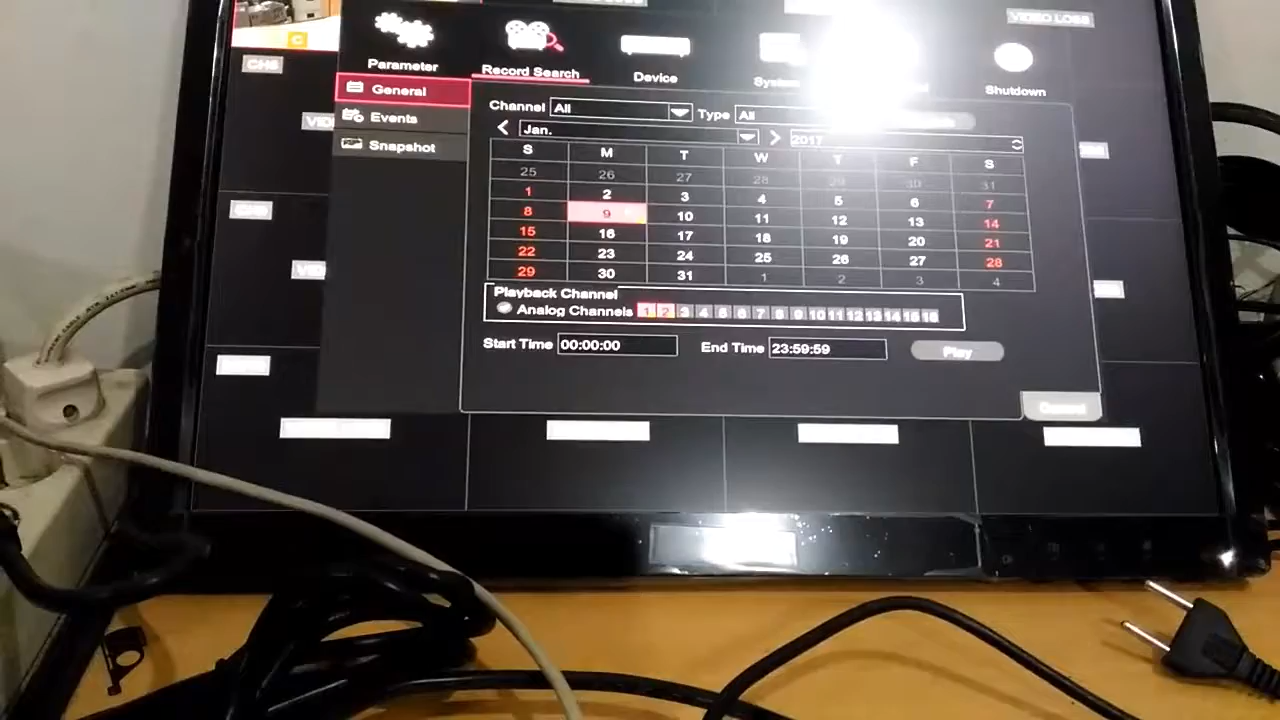 VIDEO LOSS
C
CH5
Parameter
Record Search
Device
Shutdown
General
Events
Snapshot
Channel All Type All
< Jan. > 2017
S M T W T F S
25 26 27 28 29 30 31
1 2 3 4 5 6 7
8 9 10 11 12 13 14
15 16 17 18 19 20 21
22 23 24 25 26 27 28
29 30 31 1 2 3 4
Playback Channel
Analog Channels 1 2 3 4 5 6 7 8 9 10 11 12 13 14 15 16
Start Time 00:00:00 End Time 23:59:59 Play